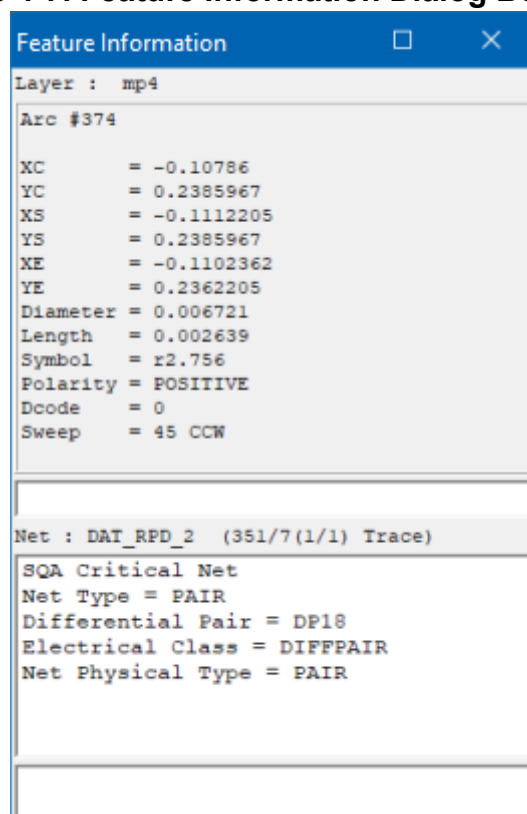 Feature Information Dialog B
Feature Information
Layer : mp4
Arc #374
XC = -0.10786
YC = 0.2385967
XS = -0.1112205
YS = 0.2385967
XE = -0.1102362
YE = 0.2362205
Diameter = 0.006721
Length = 0.002639
Symbol = r2.756
Polarity = POSITIVE
Dcode = 0
Sweep = 45 CCW
Net : DAT_RPD_2 (351/7(1/1) Trace)
SQA Critical Net
Net Type = PAIR
Differential Pair = DP18
Electrical Class = DIFFPAIR
Net Physical Type = PAIR